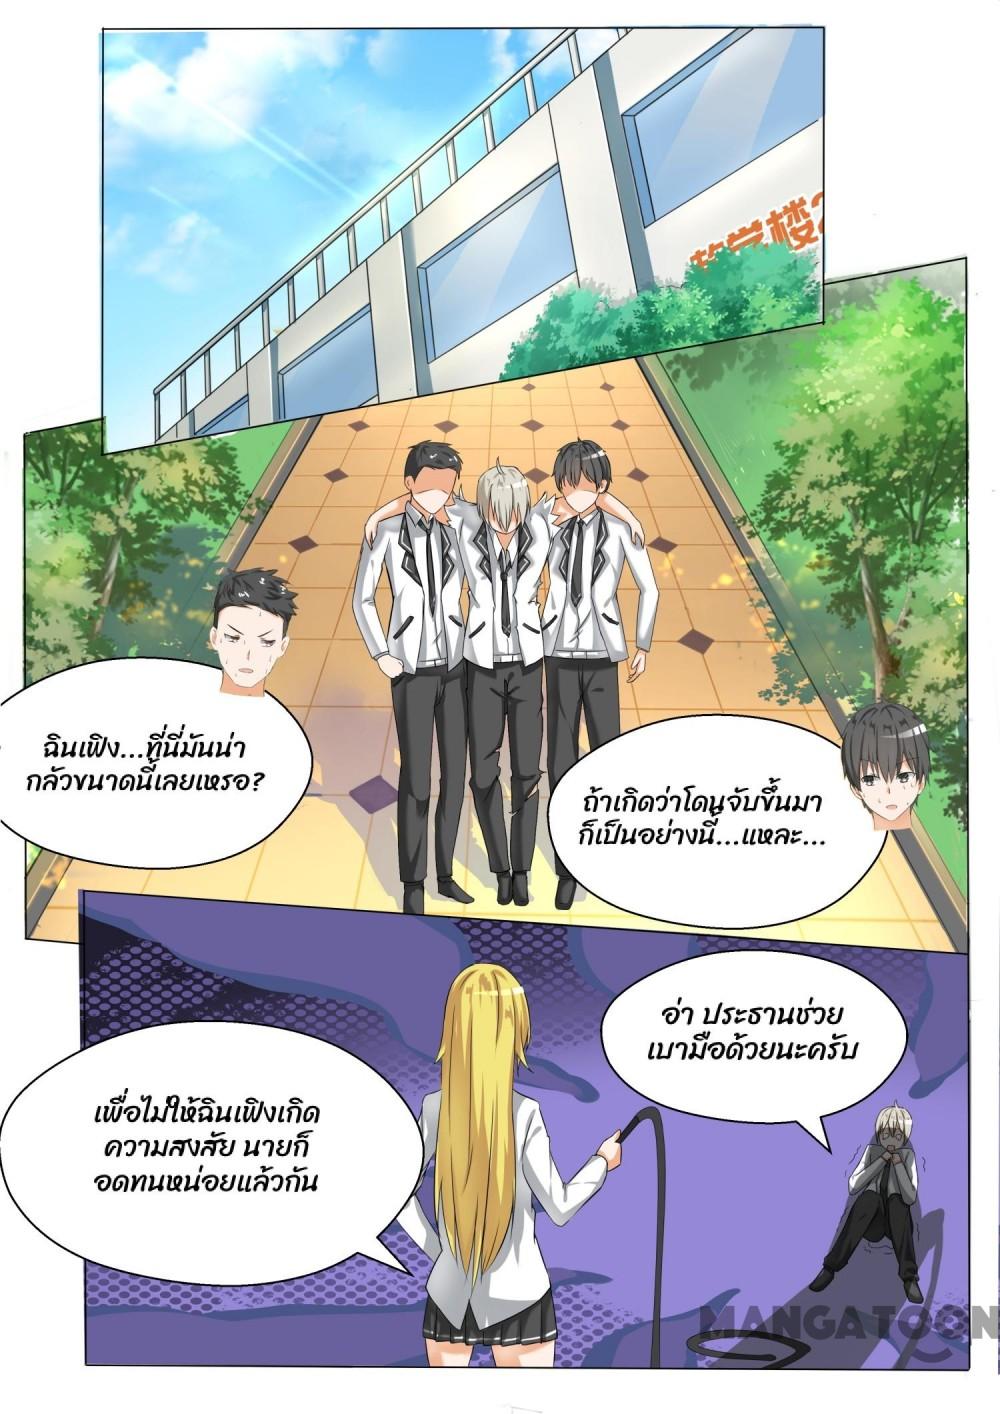 教学楼2
ฉินเฟิง...ที่นี่มันน่า
กลัวขนาดนี้เลยเหรอ?
ถ้าเกิดว่าโดนจับขึ้นมา
ก็เป็นอย่างนี้...แหละ...
อ่ำ ประธานช่วย
เบามือด้วยนะครับ
เพื่อไม่ให้ฉินเฟิงเกิด
ความสงสัย นายก็
อดทนหน่อยแล้วกัน
MANGATOON